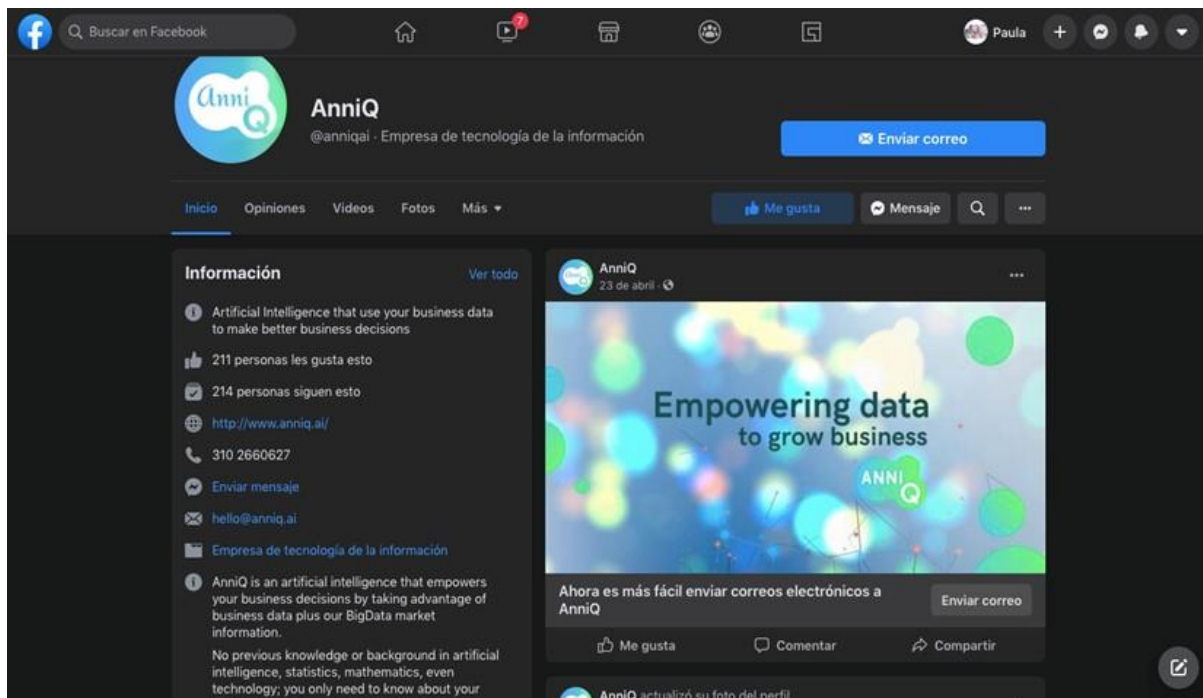 Buscar en Facebook
7
Paula
Anni
Q
AnniQ
@anniqai · Empresa de tecnología de la información
Enviar correo
Inicio
Opiniones
Videos
Fotos
Más
Me gusta
Mensaje
Información
Ver todo
Artificial Intelligence that use your business data
to make better business decisions
211 personas les gusta esto
214 personas siguen esto
http://www.anniq.ai/
310 2660627
Enviar mensaje
hello@anniq.ai
Empresa de tecnología de la información
AnniQ is an artificial intelligence that empowers
your business decisions by taking advantage of
business data plus our BigData market
information.
No previous knowledge or background in artificial
intelligence, statistics, mathematics, even
technology; you only need to know about your
AnniQ
23 de abril
Empowering data
to grow business
ANNI
Q
Ahora es más fácil enviar correos electrónicos a
AnniQ
Enviar correo
Me gusta
Comentar
Compartir
AnniQ actualizó su foto del perfil